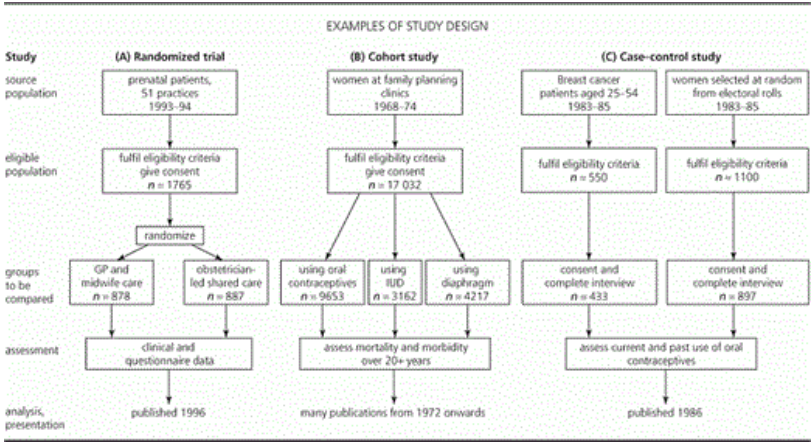 EXAMPLES OF STUDY DESIGN
Study
(A) Randomized trial
(B) Cohort study
(C) Case–control study
source
population
prenatal patients,
51 practices
1993–94
women at family planning
clinics
1968–74
Breast cancer
patients aged 25–54
1983–85
women selected at random
from electoral rolls
1983–85
eligible
population
fulfil eligibility criteria
give consent
n = 1765
fulfil eligibility criteria
give consent
n = 17 032
fulfil eligibility criteria
n = 550
fulfil eligibility criteria
n = 1100
randomize
groups
to be
compared
GP and
midwife care
n = 878
obstetrician-
led shared care
n = 887
using oral
contraceptives
n = 9653
using
IUD
n = 3162
using
diaphragm
n = 4217
consent and
complete interview
n = 433
consent and
complete interview
n = 897
assessment
clinical and
questionnaire data
assess mortality and morbidity
over 20+ years
assess current and past use of oral
contraceptives
analysis,
presentation
published 1996
many publications from 1972 onwards
published 1986